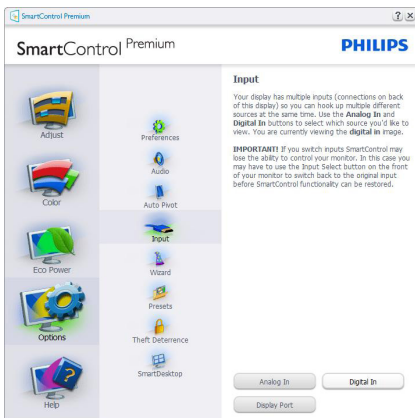 SmartControl Premium
SmartControl Premium
PHILIPS
Adjust
Color
Eco Power
Options
Help
Preferences
Audio
Auto Pivot
Input
Wizard
Presets
Theft Deterrence
SmartDesktop
Input
Your display has multiple inputs (connections on back
of this display) so you can hook up multiple different
sources at the same time. Use the Analog In and
Digital In buttons to select which source you'd like to
view. You are currently viewing the digital in image.
IMPORTANT! If you switch inputs SmartControl may
lose the ability to control your monitor. In this case you
may have to use the Input Select button on the front
of your monitor to switch back to the original input
before SmartControl functionality can be restored.
Analog In
Digital In
Display Port